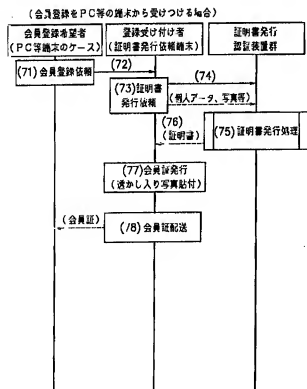 (会員登録をPC等の端末から受けつける場合)
会員登録希望者
(PC等端末のケース)
登録受け付け者
(証明書発行依頼端末)
証明書発行
認証装置群
(71)会員登録依頼
(72)
(73)証明書
発行依頼
(74)
(個人データ、写真等)
(76)
(証明書)
(75)証明書発行処理
(77)会員証発行
(透かし入り写真貼付)
(会員証)
(78)会員証配送